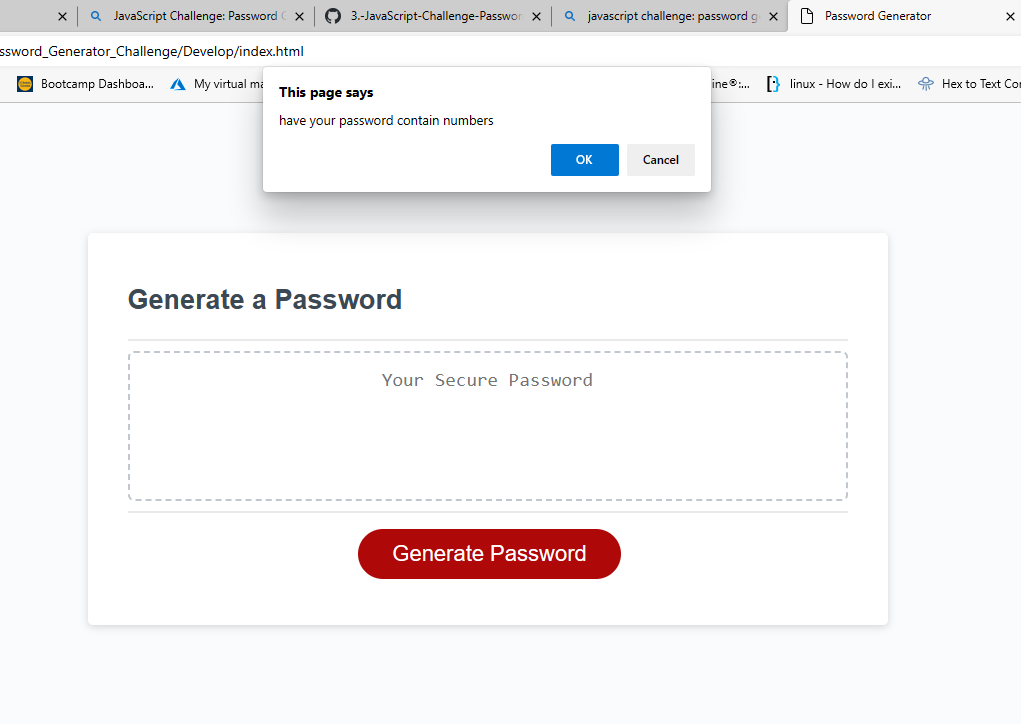 JavaScript Challenge: Password
3.-JavaScript-Challenge-Passwor
javascript challenge: password g
Password Generator
ssword_Generator_Challenge/Develop/index.html
Bootcamp Dashboa...
My virtual ma
ine®:...
linux - How do I exi...
Hex to Text Co
This page says
have your password contain numbers
OK
Cancel
Generate a Password
Your Secure Password
Generate Password